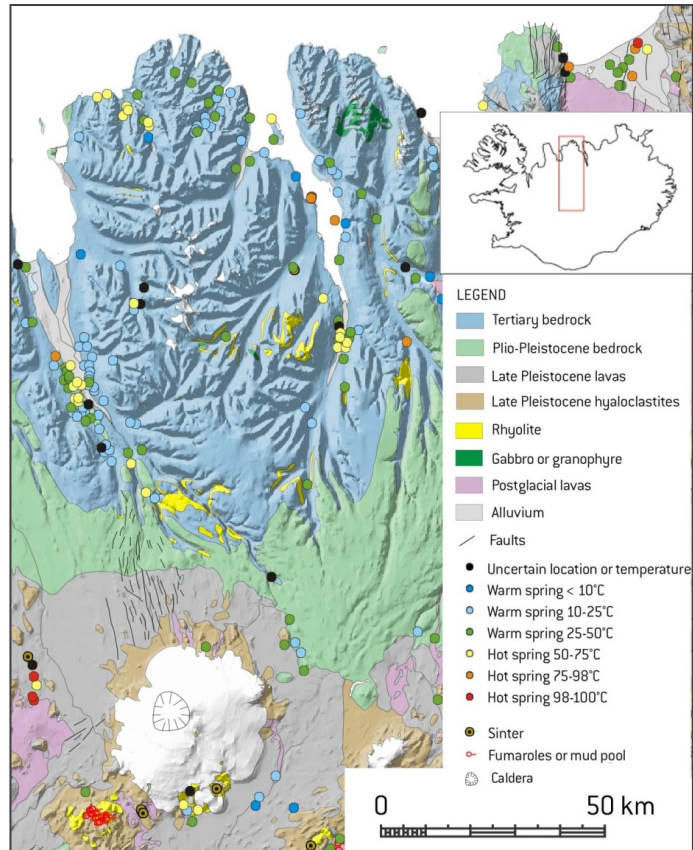 LEGEND
Tertiary bedrock
Plio-Pleistocene bedrock
Late Pleistocene lavas
Late Pleistocene hyaloclastites
Rhyolite
Gabbro or granophyre
Postglacial lavas
Alluvium
Faults
Uncertain location or temperature
Warm spring < 10°C
Warm spring 10-25°C
Warm spring 25-50°C
Hot spring 50-75°C
Hot spring 75-98°C
Hot spring 98-100°C
Sinter
Fumaroles or mud pool
Caldera
0 50 km